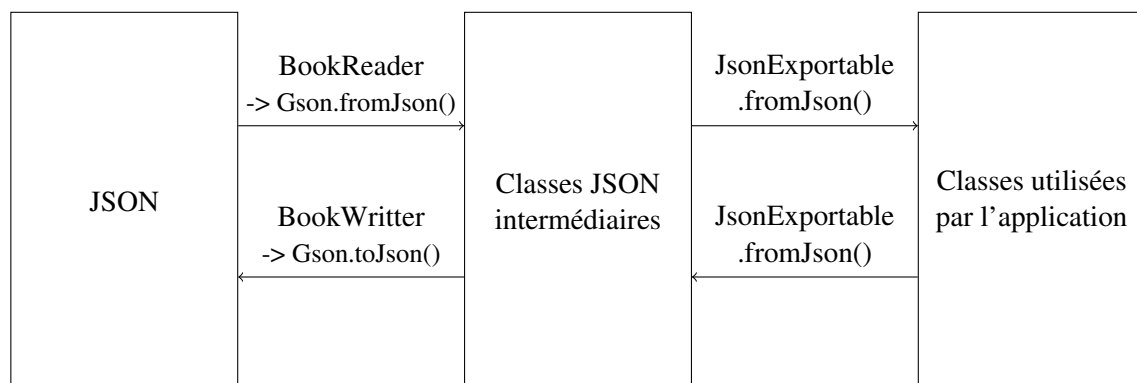 JSON
BookReader
-> Gson.fromJson()
BookWritter
-> Gson.toJson()
Classes JSON
intermédiaires
JsonExportable
.fromJson()
JsonExportable
.fromJson()
Classes utilisées
par l'application